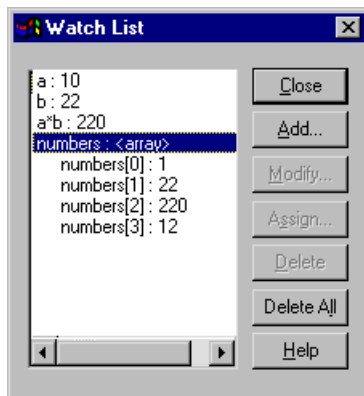 Watch List
a : 10
b : 22
a*b : 220
numbers : <array>
numbers[0] : 1
numbers[1] : 22
numbers[2] : 220
numbers[3] : 12
Close
Add...
Modify...
Assign...
Delete
Delete All
Help